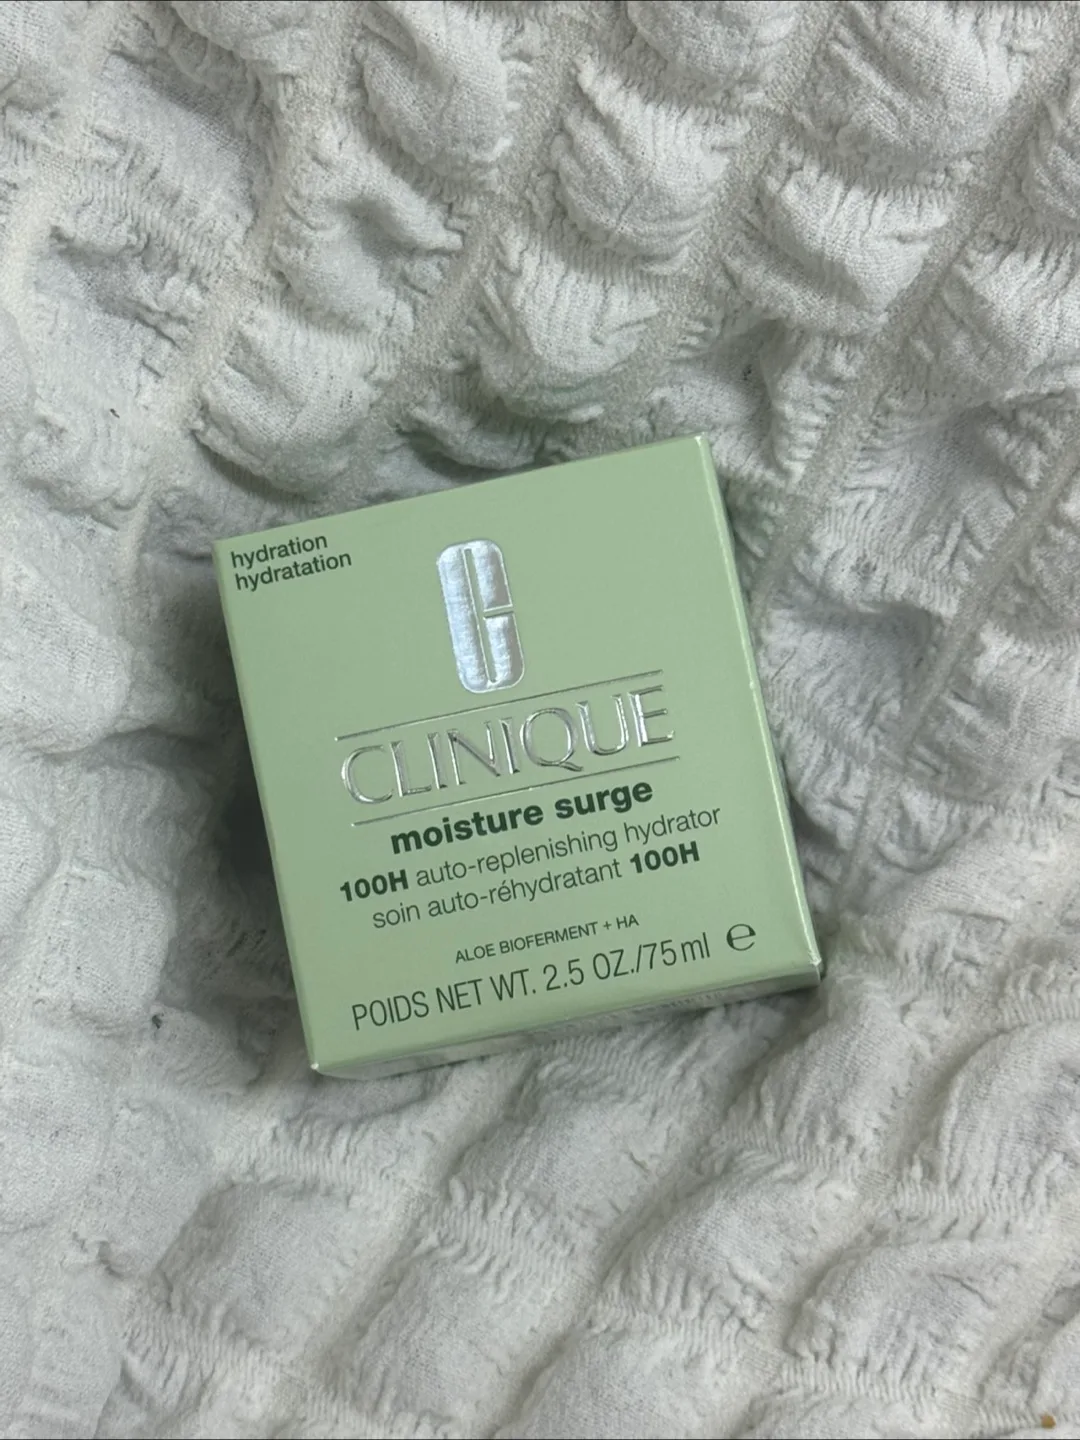 hydration
hydratation
CLINIQUE
moisture surge
100H auto-replenishing hydrator
soin auto-réhydratant 100H
ALOE BIOFERMENT + HA
POIDS NET WT. 2.5 OZ./75 ml ℮